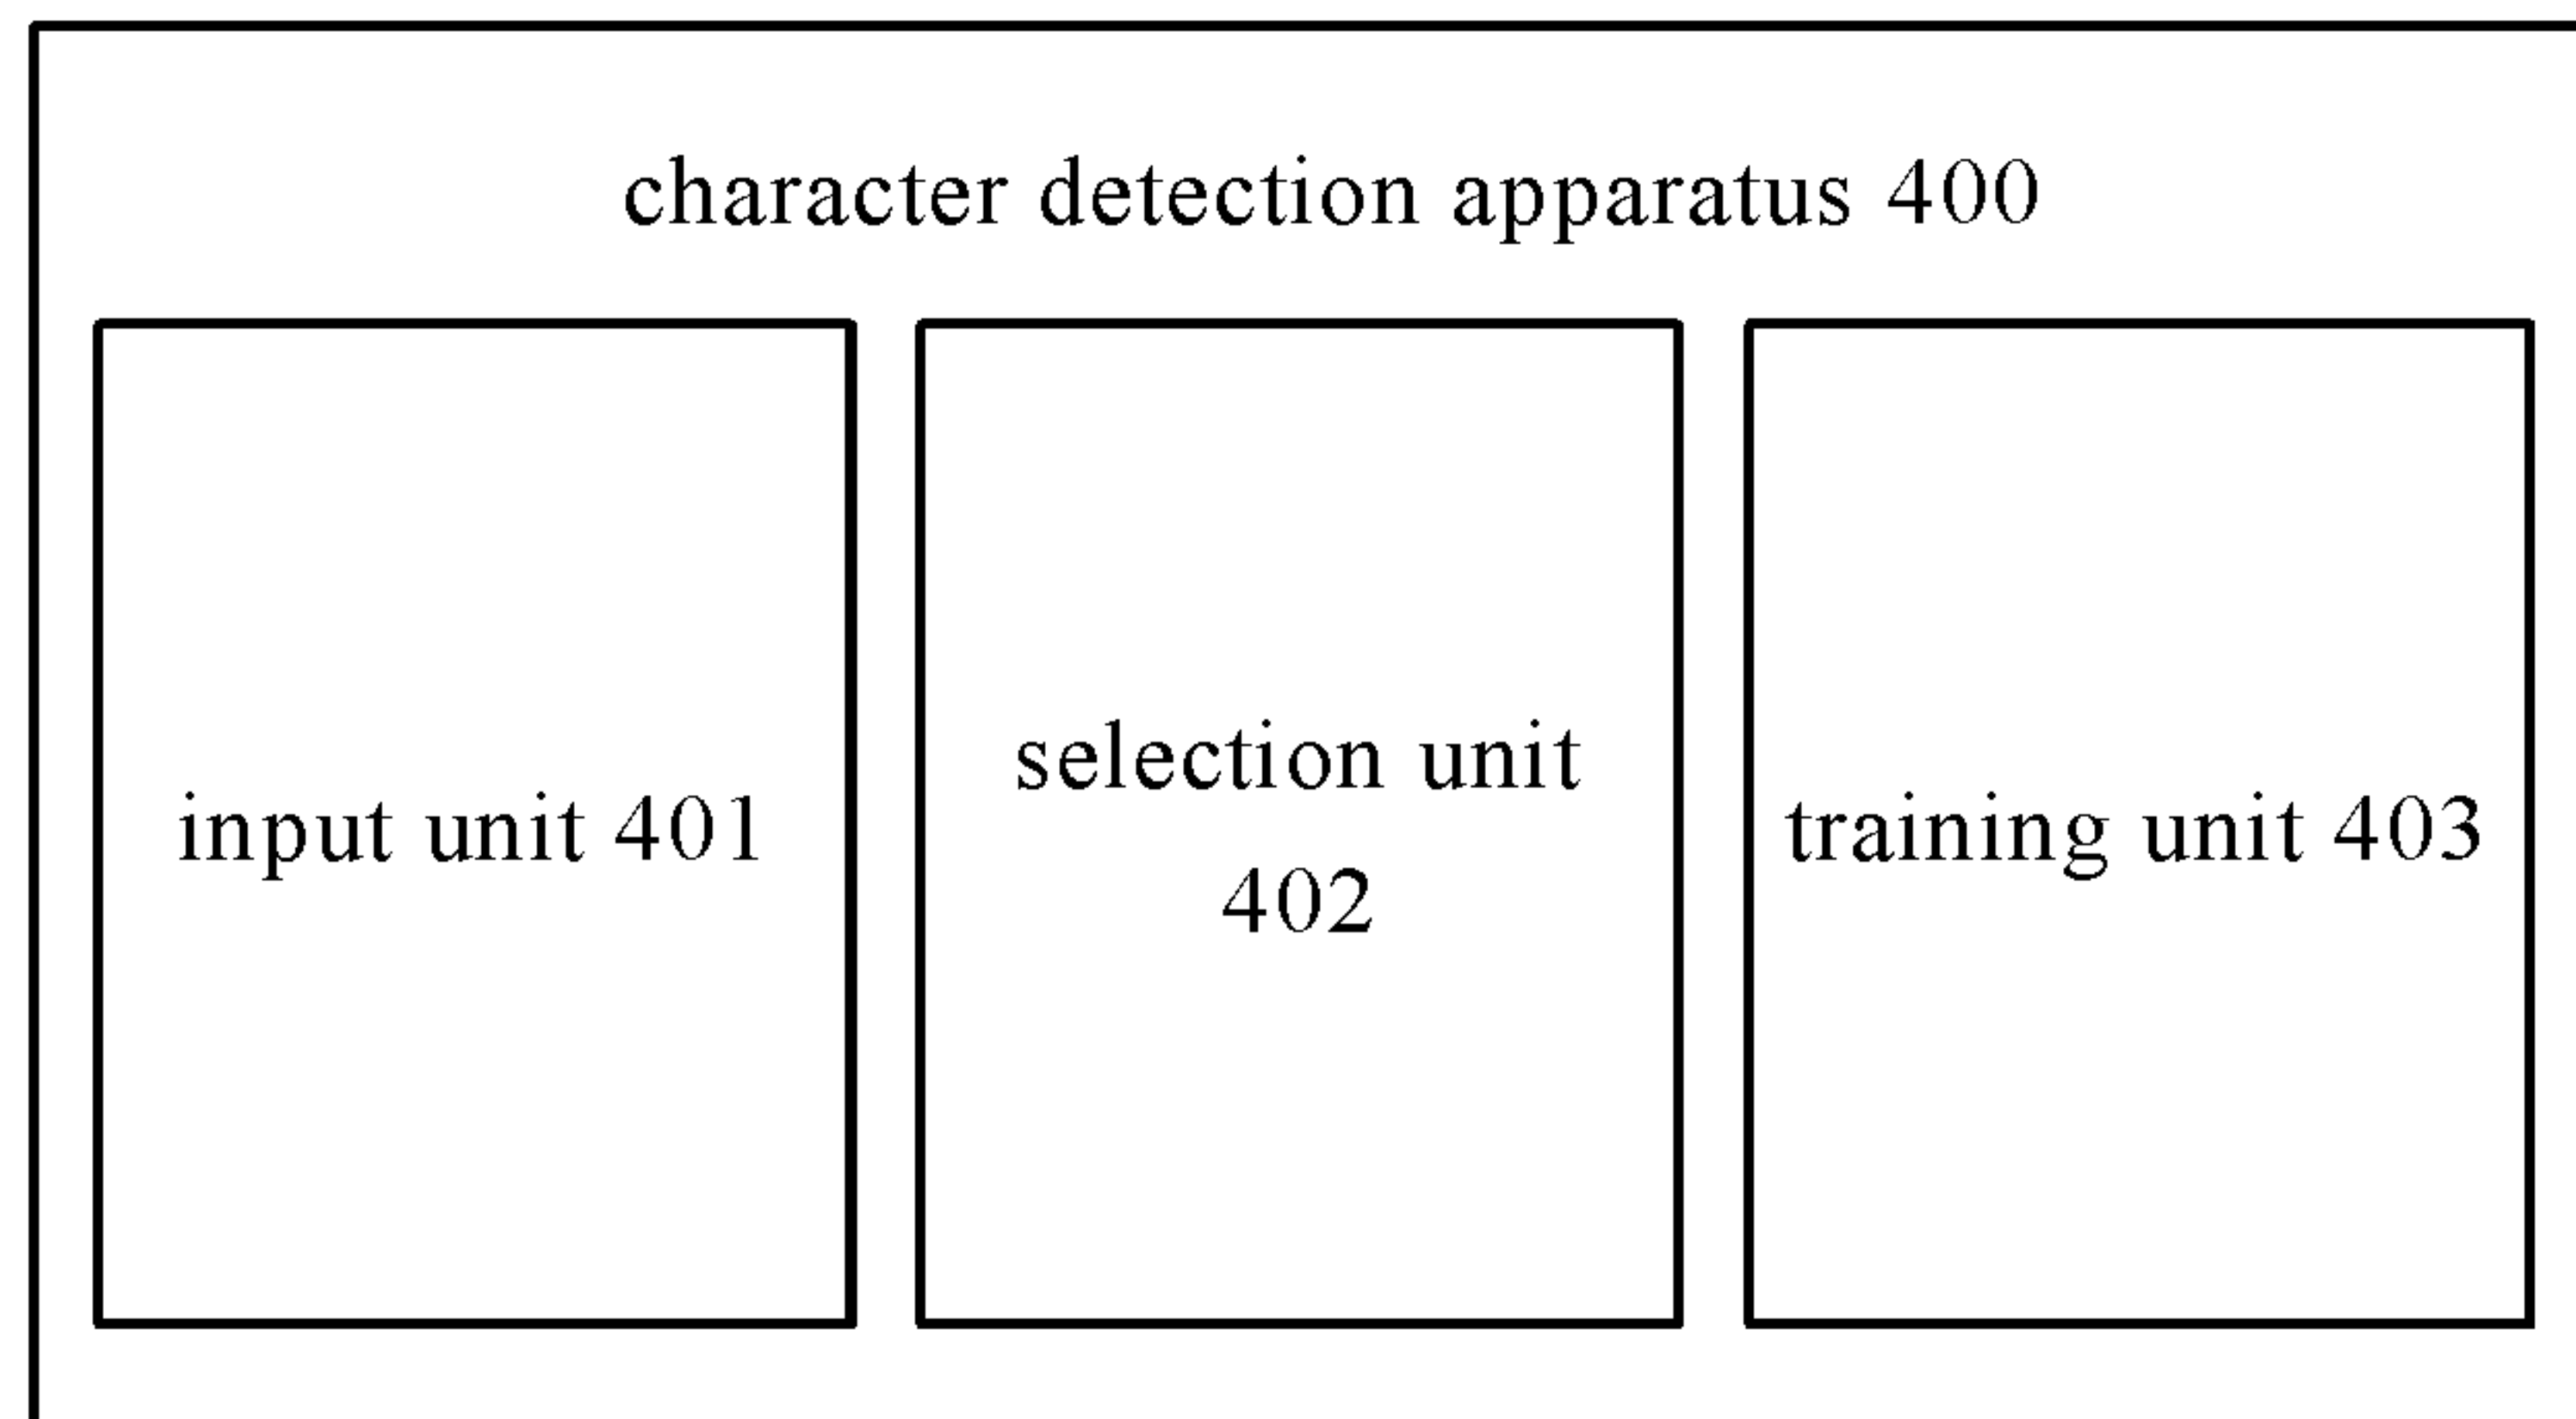 character detection apparatus 400
input unit 401
selection unit
402
training unit 403